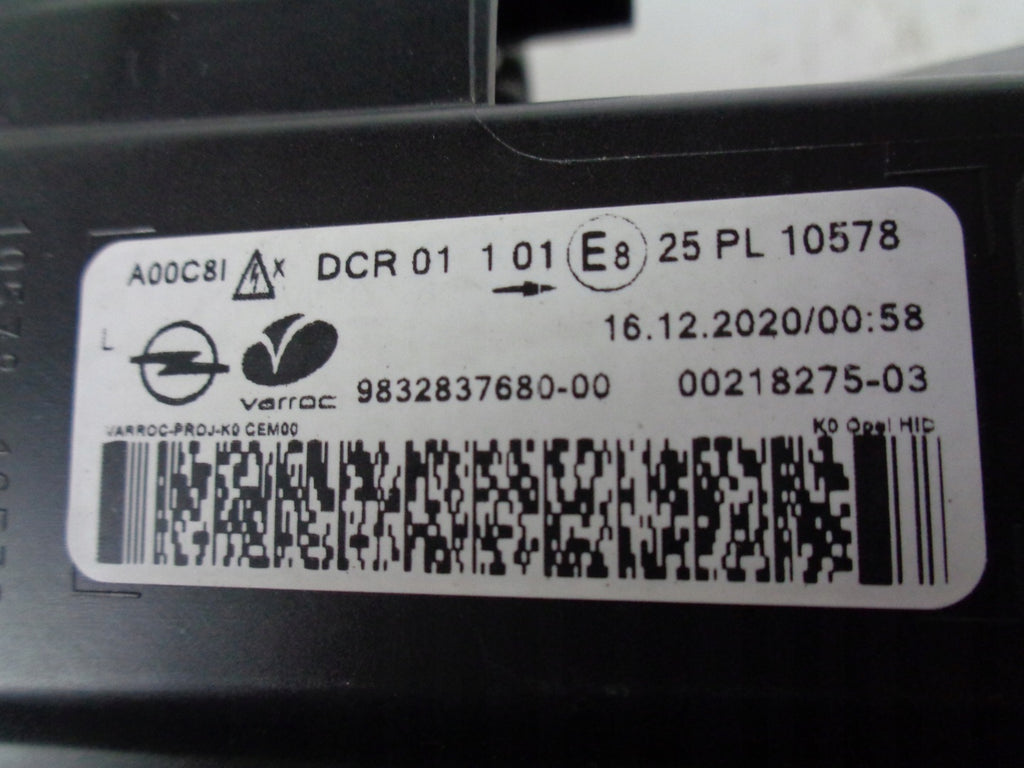 A00C8I X DCR 01 1 01 E8 25 PL 10578
16.12.2020/00:58
L
varroc 9832837680-00 00218275-03
VARROC-PROJ-K0 CEM00 K0 Opel HID